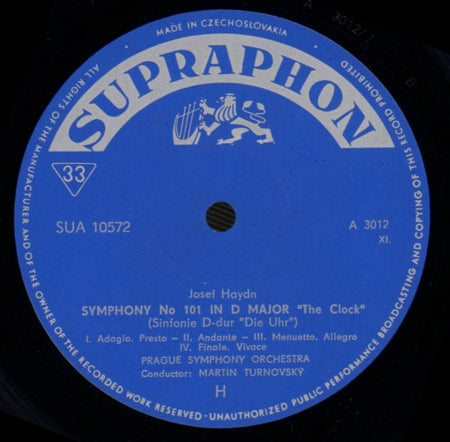 A 3012/1 B
MADE IN CZECHOSLOVAKIA
ALL RIGHTS OF THE MANUFACTURER AND OF THE OWNER OF THE RECORDED WORK RESERVED - UNAUTHORIZED PUBLIC PERFORMANCE BROADCASTING AND COPYING OF THIS RECORD PROHIBITED
SUPRAPHON
33
SUA 10572
A 3012
XI.
Josef Haydn
SYMPHONY No 101 IN D MAJOR "The Clock"
(Sinfonie D-dur "Die Uhr")
I. Adagio. Presto – II. Andante – III. Menuetto. Allegro
IV. Finale. Vivace
PRAGUE SYMPHONY ORCHESTRA
Conductor: MARTIN TURNOVSKÝ
H